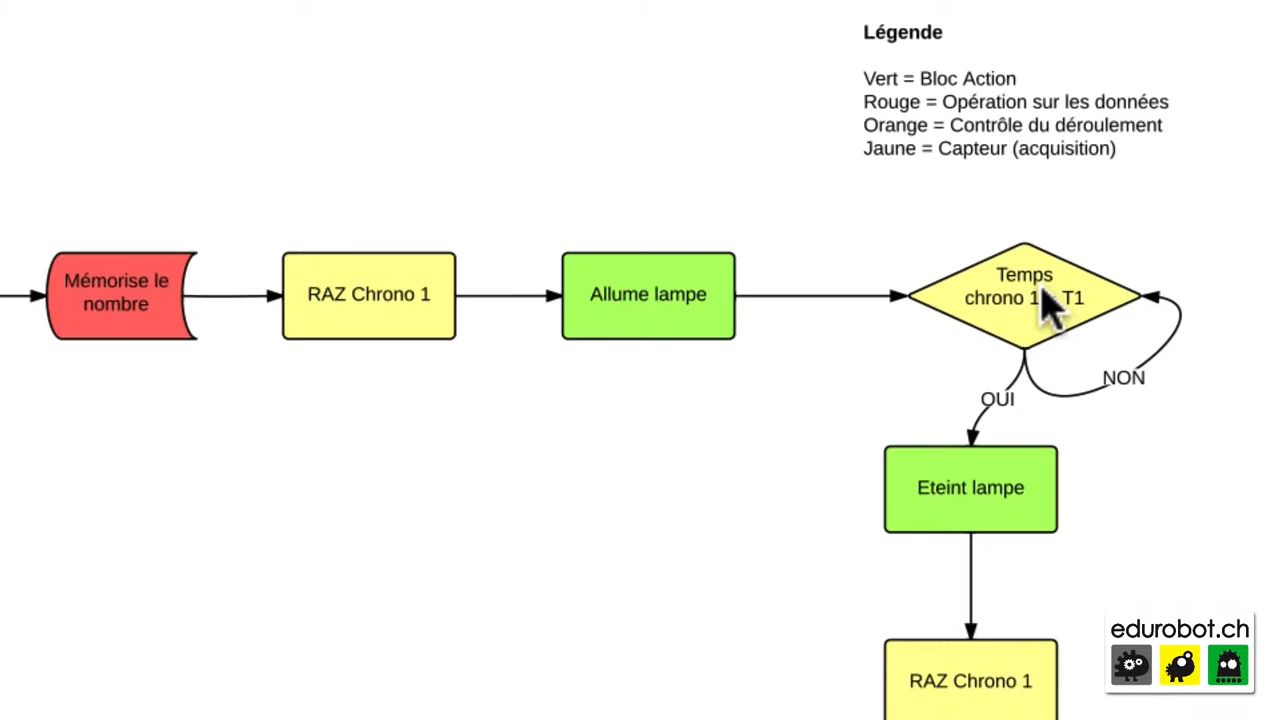 Légende
Vert = Bloc Action
Rouge = Opération sur les données
Orange = Contrôle du déroulement
Jaune = Capteur (acquisition)
Mémorise le
nombre
RAZ Chrono 1
Allume lampe
Temps
chrono 1 T1
NON
OUI
Eteint lampe
RAZ Chrono 1
edurobot.ch